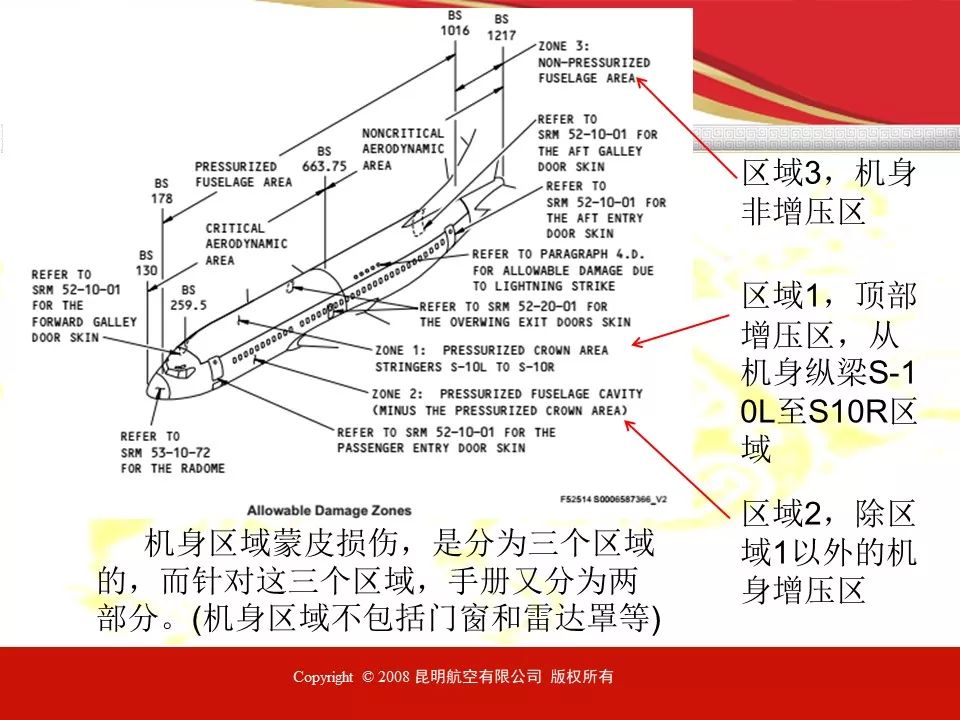 BS
1016
BS
1217
ZONE 3:
NON-PRESSURIZED
FUSELAGE AREA
NONCRITICAL
AERODYNAMIC
AREA
BS
663.75
PRESSURIZED
FUSELAGE AREA
BS
178
CRITICAL
AERODYNAMIC
AREA
BS
130
BS
259.5
REFER TO
SRM 52-10-01 FOR
THE AFT GALLEY
DOOR SKIN
REFER TO
SRM 52-10-01 FOR
THE AFT ENTRY
DOOR SKIN
REFER TO PARAGRAPH 4.D.
FOR ALLOWABLE DAMAGE DUE
TO LIGHTNING STRIKE
REFER TO
SRM 52-10-01
FOR THE
FORWARD GALLEY
DOOR SKIN
REFER TO SRM 52-20-01 FOR
THE OVERWING EXIT DOORS SKIN
ZONE 1: PRESSURIZED CROWN AREA
STRINGERS S-10L TO S-10R
ZONE 2: PRESSURIZED FUSELAGE CAVITY
(MINUS THE PRESSURIZED CROWN AREA)
REFER TO SRM 52-10-01 FOR THE
PASSENGER ENTRY DOOR SKIN
REFER TO
SRM 53-10-72
FOR THE RADOME
F52514 S0006587366_V2
Allowable Damage Zones
区域3，机身
非增压区
区域1，顶部
增压区，从
机身纵梁S-1
0L至S10R区
域
区域2，除区
域1以外的机
身增压区
机身区域蒙皮损伤，是分为三个区域
的，而针对这三个区域，手册又分为两
部分。(机身区域不包括门窗和雷达罩等)
Copyright © 2008 昆明航空有限公司 版权所有